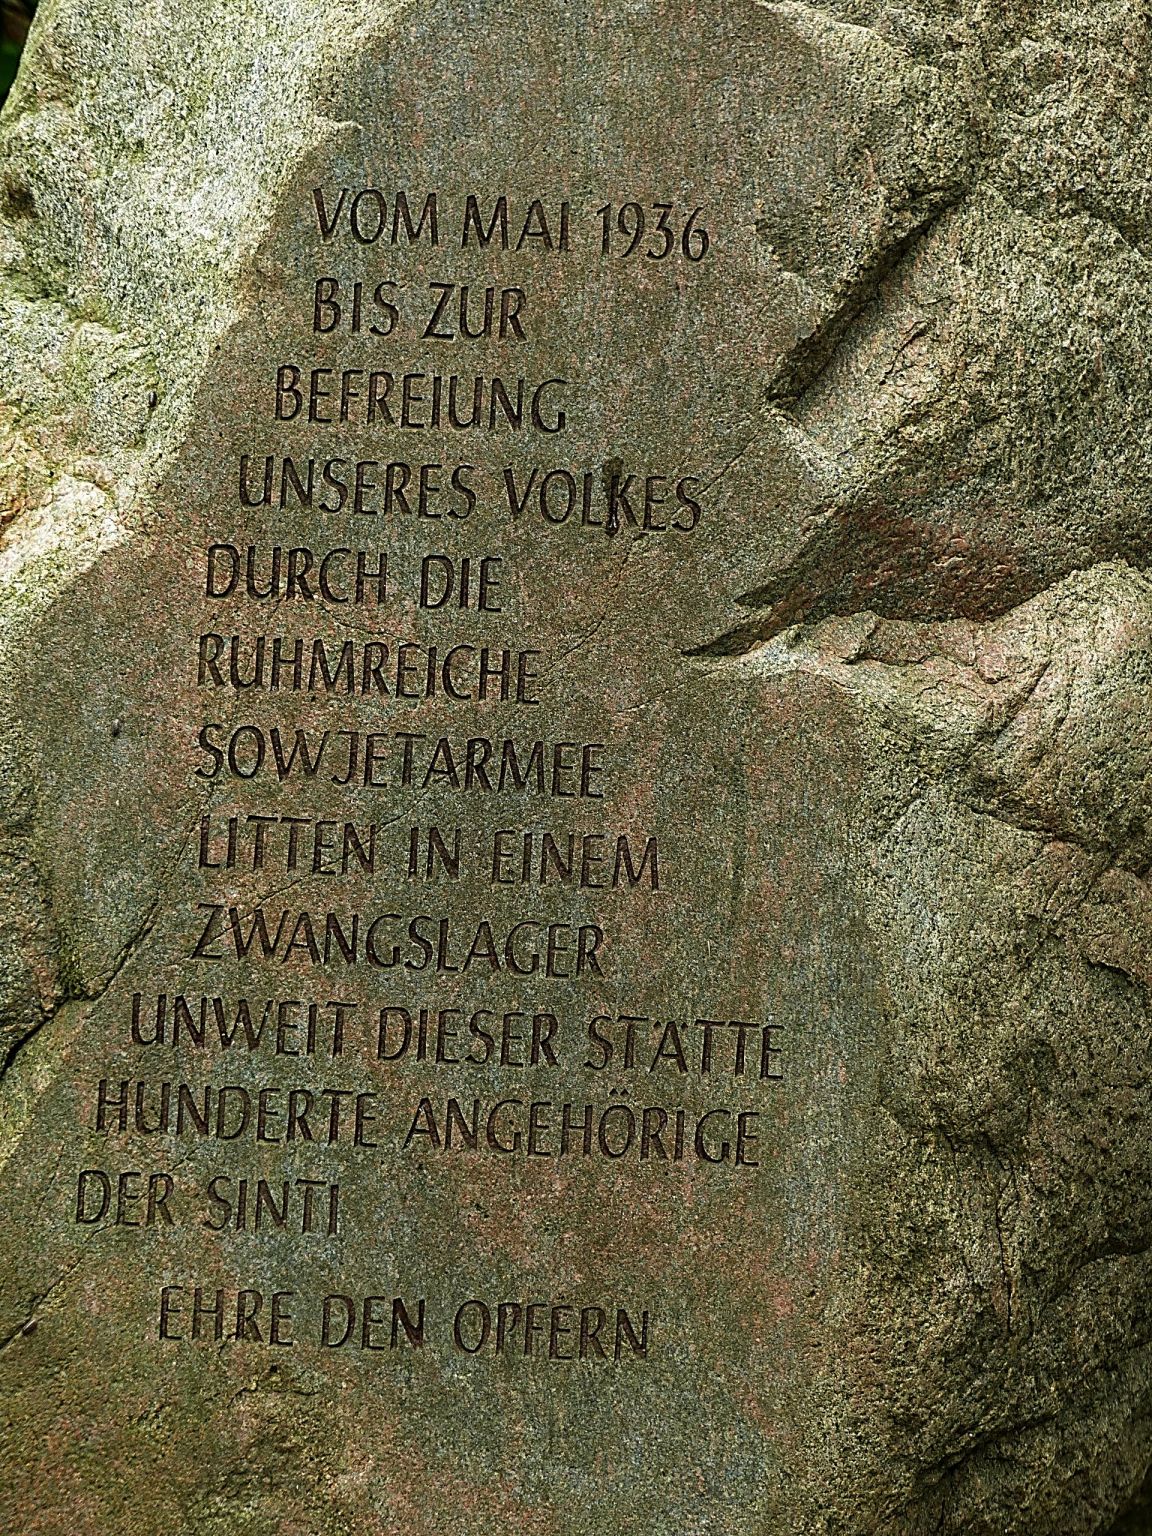 VOM MAI 1936
BIS ZUR
BEFREIUNG
UNSERES VOLKES
DURCH DIE
RUHMREICHE
SOWJETARMEE
LITTEN IN EINEM
ZWANGSLAGER
UNWEIT DIESER STÄTTE
HUNDERTE ANGEHÖRIGE
DER SINTI
EHRE DEN OPFERN